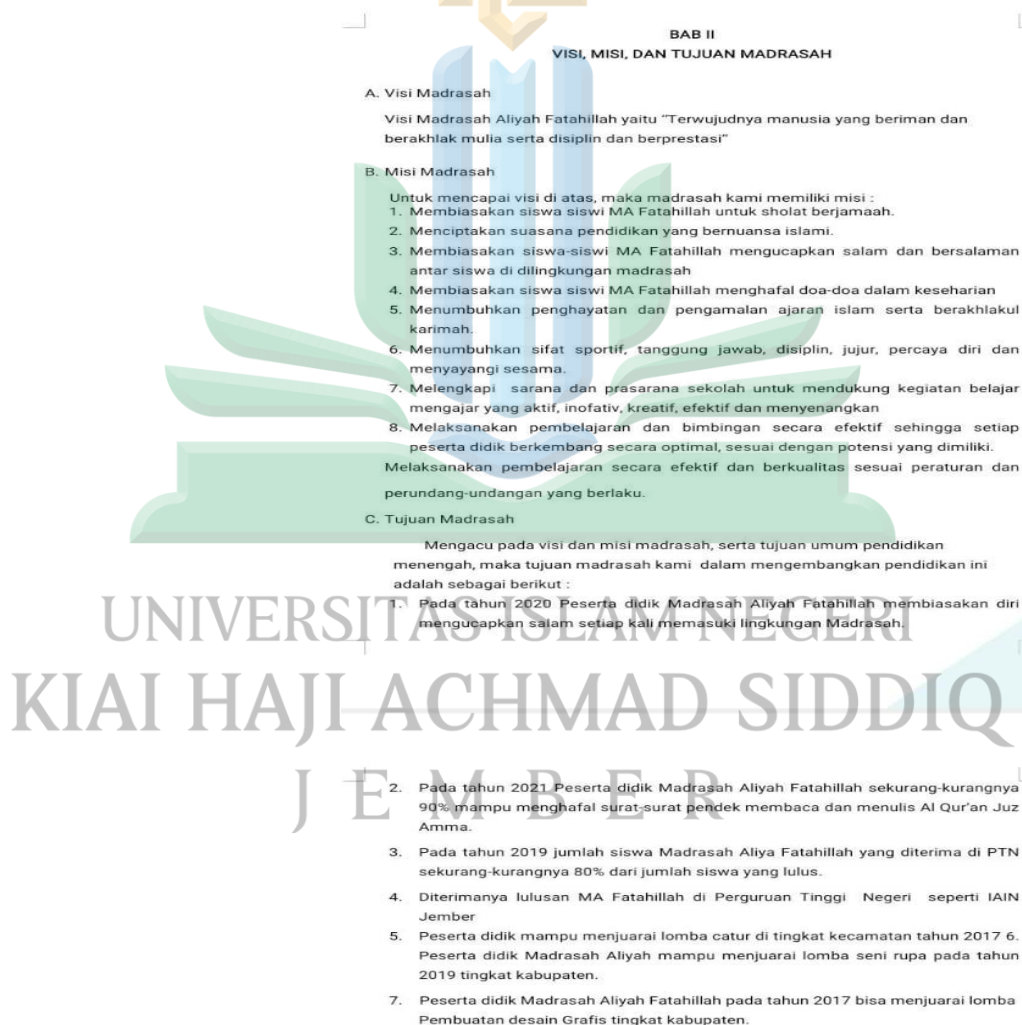 BAB II
VISI, MISI, DAN TUJUAN MADRASAH
A. Visi Madrasah
Visi Madrasah Aliyah Fatahillah yaitu "Terwujudnya manusia yang beriman dan
berakhlak mulia serta disiplin dan berprestasi"
B. Misi Madrasah
Untuk mencapai visi di atas, maka madrasah kami memiliki misi :
1. Membiasakan siswa siswi MA Fatahillah untuk sholat berjamaah.
2. Menciptakan suasana pendidikan yang bernuansa islami.
3. Membiasakan siswa-siswi MA Fatahillah mengucapkan salam dan bersalaman
antar siswa di dilingkungan madrasah
4. Membiasakan siswa siswi MA Fatahillah menghafal doa-doa dalam keseharian
5. Menumbuhkan penghayatan dan pengamalan ajaran islam serta berakhlakul
karimah.
6. Menumbuhkan sifat sportif, tanggung jawab, disiplin, jujur, percaya diri dan
menyayangi sesama.
7. Melengkapi sarana dan prasarana sekolah untuk mendukung kegiatan belajar
mengajar yang aktif, inofativ, kreatif, efektif dan menyenangkan
8. Melaksanakan pembelajaran dan bimbingan secara efektif sehingga setiap
peserta didik berkembang secara optimal, sesuai dengan potensi yang dimiliki.
Melaksanakan pembelajaran secara efektif dan berkualitas sesuai peraturan dan
perundang-undangan yang berlaku.
C. Tujuan Madrasah
Mengacu pada visi dan misi madrasah, serta tujuan umum pendidikan
menengah, maka tujuan madrasah kami dalam mengembangkan pendidikan ini
adalah sebagai berikut :
1. Pada tahun 2020 Peserta didik Madrasah Aliyah Fatahillah membiasakan diri
mengucapkan salam setiap kali memasuki lingkungan Madrasah.
UNIVERSITAS ISLAM NEGERI
KIAI HAJI ACHMAD SIDDIQ
JEMBER
2. Pada tahun 2021 Peserta didik Madrasah Aliyah Fatahillah sekurang-kurangnya
90% mampu menghafal surat-surat pendek membaca dan menulis Al Qur'an Juz
Amma.
3. Pada tahun 2019 jumlah siswa Madrasah Aliya Fatahillah yang diterima di PTN
sekurang-kurangnya 80% dari jumlah siswa yang lulus.
4. Diterimanya lulusan MA Fatahillah di Perguruan Tinggi Negeri seperti IAIN
Jember
5. Peserta didik mampu menjuarai lomba catur di tingkat kecamatan tahun 2017 6.
Peserta didik Madrasah Aliyah mampu menjuarai lomba seni rupa pada tahun
2019 tingkat kabupaten.
7. Peserta didik Madrasah Aliyah Fatahillah pada tahun 2017 bisa menjuarai lomba
Pembuatan desain Grafis tingkat kabupaten.